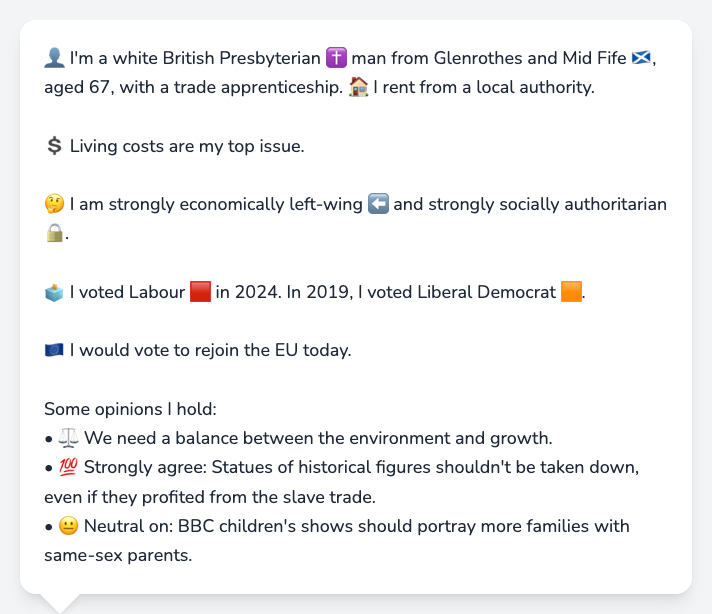 👤 I'm a white British Presbyterian ✝️ man from Glenrothes and Mid Fife 🏴󠁧󠁢󠁳󠁣󠁴󠁿,
aged 67, with a trade apprenticeship. 🏠 I rent from a local authority.
💲 Living costs are my top issue.
🤔 I am strongly economically left-wing ⬅️ and strongly socially authoritarian
🔒.
🗳️ I voted Labour 🟥 in 2024. In 2019, I voted Liberal Democrat 🟧.
🇪🇺 I would vote to rejoin the EU today.
Some opinions I hold:
• ⚖️ We need a balance between the environment and growth.
• 💯 Strongly agree: Statues of historical figures shouldn't be taken down,
even if they profited from the slave trade.
• 😐 Neutral on: BBC children's shows should portray more families with
same-sex parents.